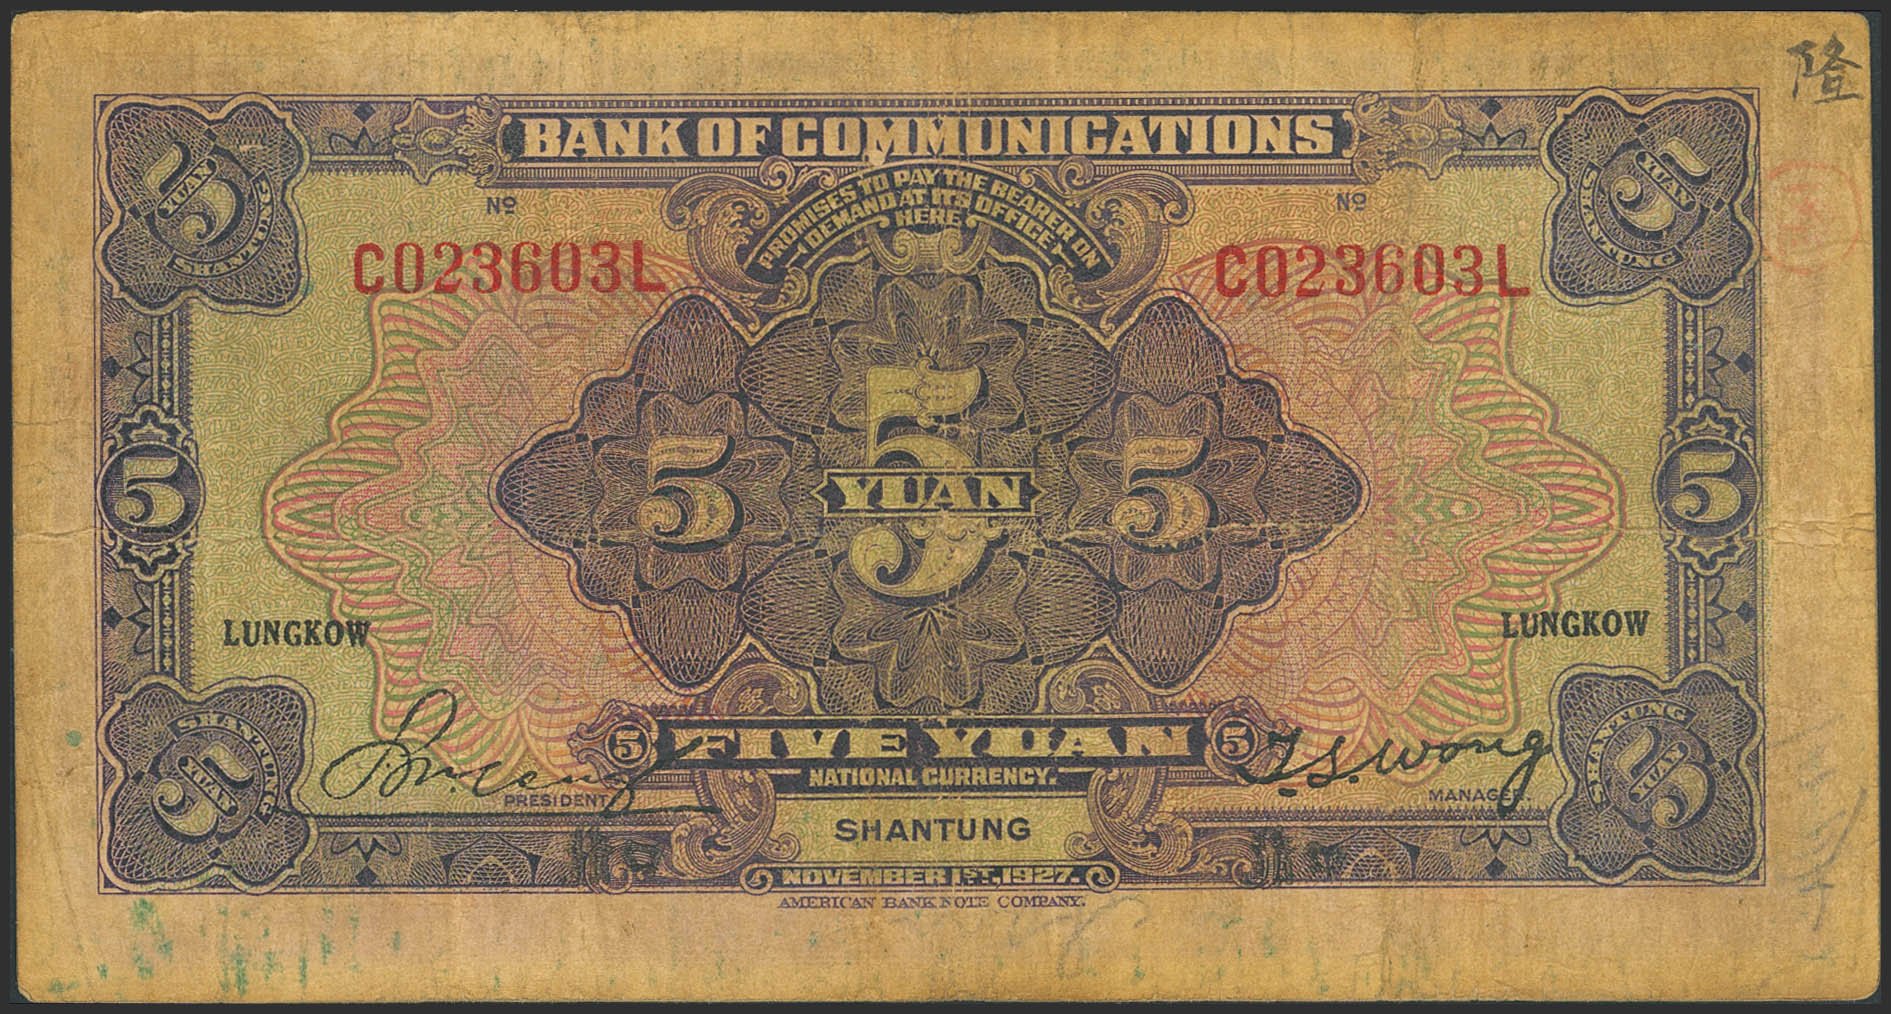 隆
BANK OF COMMUNICATIONS
PROMISES TO PAY THE BEARER ON
DEMAND AT ITS OFFICE
HERE
5 YUAN SHANTUNG
5 YUAN SHANTUNG
Nº
Nº
C023603L
C023603L
5
5
5
YUAN
5
5
LUNGKOW
LUNGKOW
5 FIVE YUAN 5
NATIONAL CURRENCY.
T.S. Wong
PRESIDENT
MANAGER.
SHANTUNG 5 YUAN
SHANTUNG 5 YUAN
SHANTUNG
NOVEMBER 1ST, 1927.
AMERICAN BANK NOTE COMPANY.